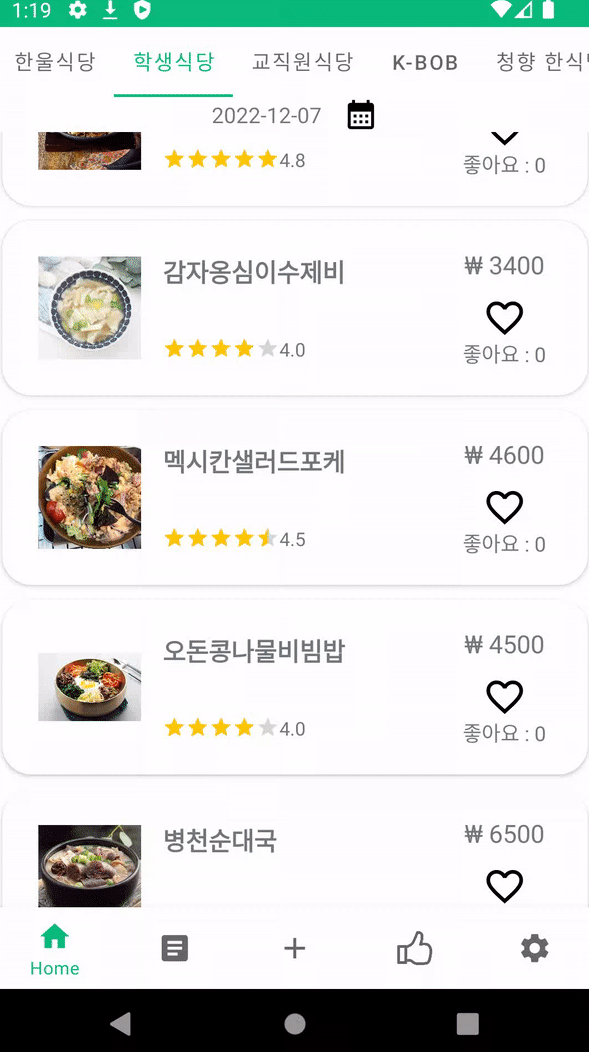 1:19
한울식당 학생식당 교직원식당 K-BOB 청향 한식
2022-12-07
4.8
좋아요 : 0
감자옹심이수제비
₩ 3400
4.0
좋아요 : 0
멕시칸샐러드포케
₩ 4600
4.5
좋아요 : 0
오돈콩나물비빔밥
₩ 4500
4.0
좋아요 : 0
병천순대국
₩ 6500
Home